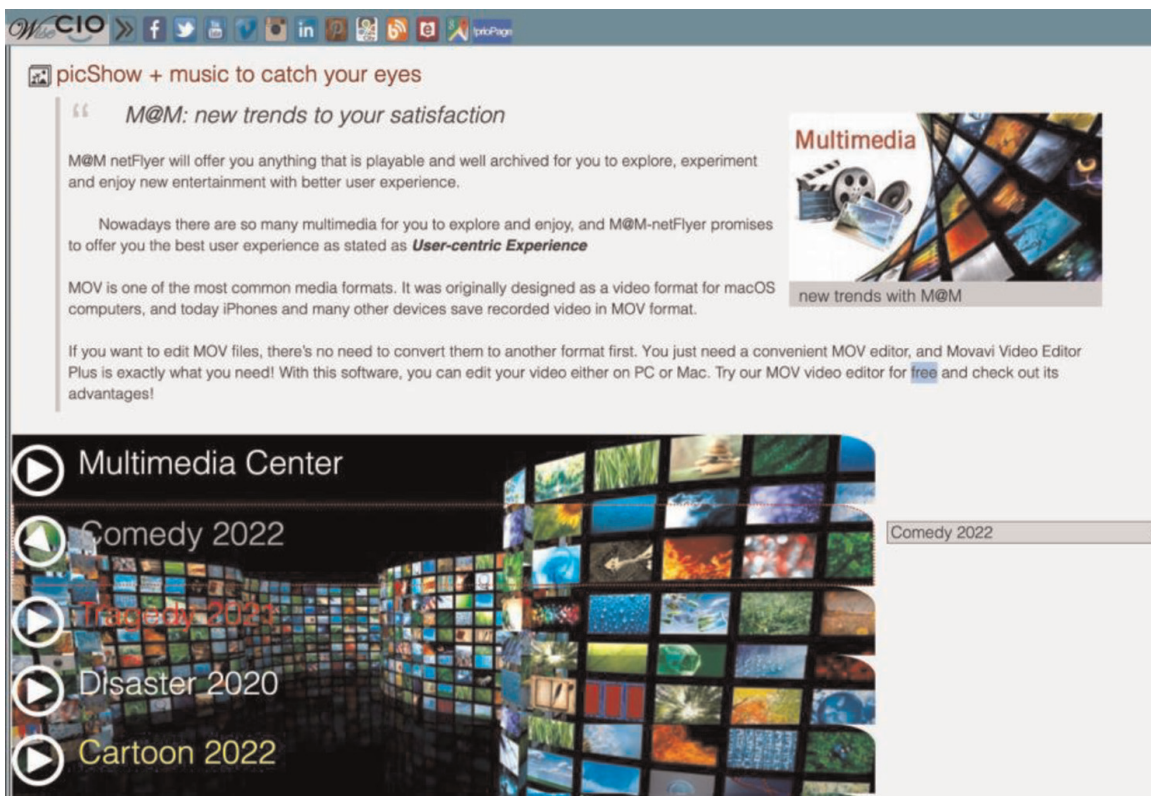 WiseCIO
iprioPage
picShow + music to catch your eyes
“ M@M: new trends to your satisfaction
Multimedia
M@M netFlyer will offer you anything that is playable and well archived for you to explore, experiment
and enjoy new entertainment with better user experience.
Nowadays there are so many multimedia for you to explore and enjoy, and M@M-netFlyer promises
to offer you the best user experience as stated as User-centric Experience
MOV is one of the most common media formats. It was originally designed as a video format for macOS
computers, and today iPhones and many other devices save recorded video in MOV format.
new trends with M@M
If you want to edit MOV files, there's no need to convert them to another format first. You just need a convenient MOV editor, and Movavi Video Editor
Plus is exactly what you need! With this software, you can edit your video either on PC or Mac. Try our MOV video editor for free and check out its
advantages!
Multimedia Center
Comedy 2022
Comedy 2022
Tragedy 2021
Disaster 2020
Cartoon 2022